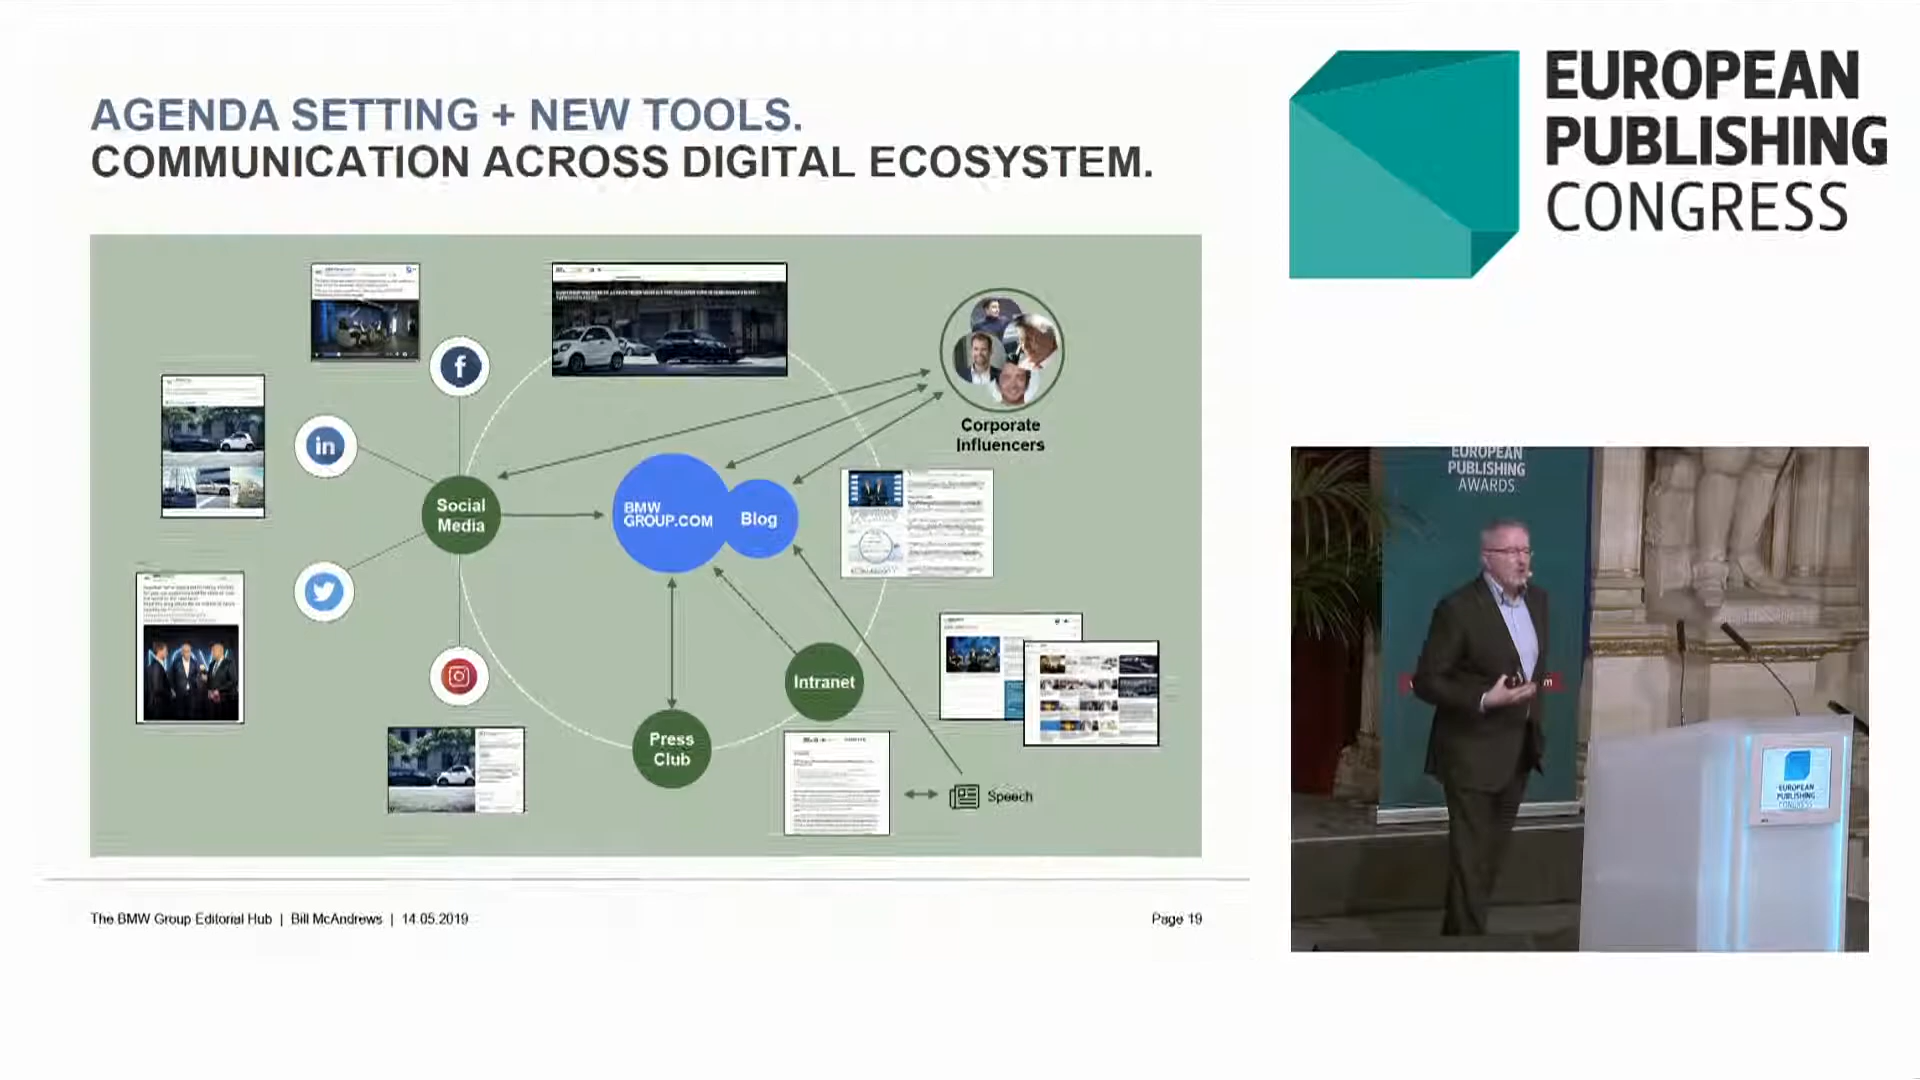 AGENDA SETTING + NEW TOOLS.
COMMUNICATION ACROSS DIGITAL ECOSYSTEM.
EUROPEAN
PUBLISHING
CONGRESS
f
in
Corporate
Influencers
Social
Media
BMW
GROUP.COM
Blog
Intranet
Press
Club
Speech
The BMW Group Editorial Hub | Bill McAndrews | 14.05.2019
Page 19
EUROPEAN
PUBLISHING
AWARDS
EUROPEAN
PUBLISHING
CONGRESS